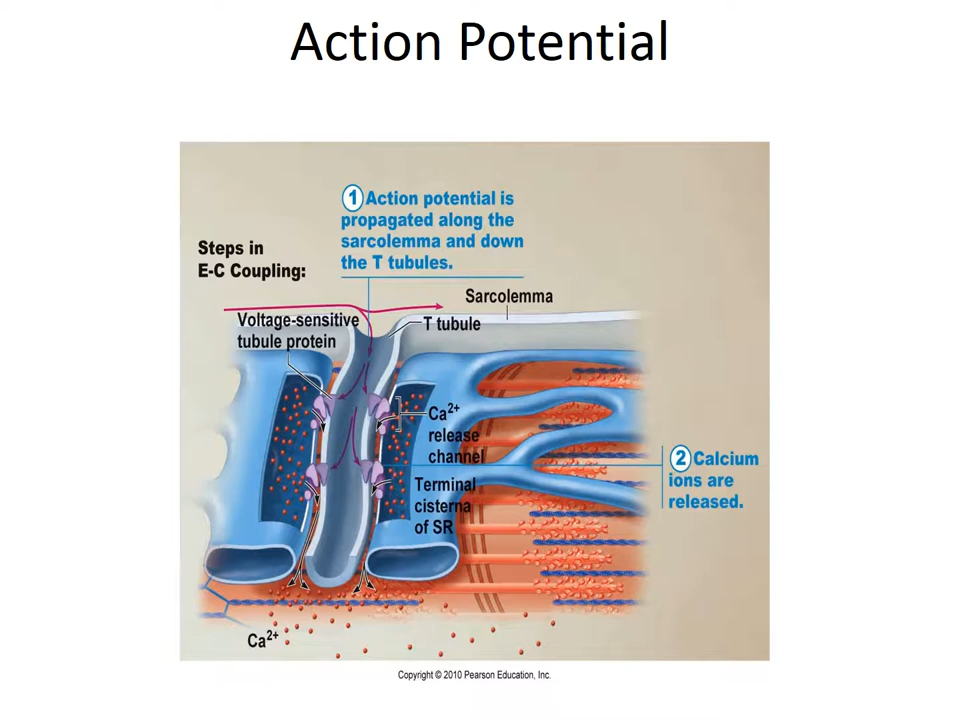 Action Potential
1 Action potential is
propagated along the
sarcolemma and down
the T tubules.
Steps in
E-C Coupling:
Sarcolemma
Voltage-sensitive
tubule protein
T tubule
Ca2+
release
channel
2 Calcium
ions are
released.
Terminal
cisterna
of SR
Ca2+
Copyright © 2010 Pearson Education, Inc.